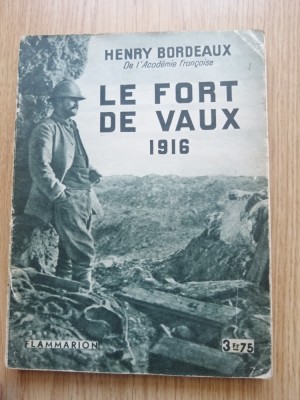 HENRY BORDEAUX
De l'Académie française
LE FORT
DE VAUX
1916
FLAMMARION
3 Fr 75